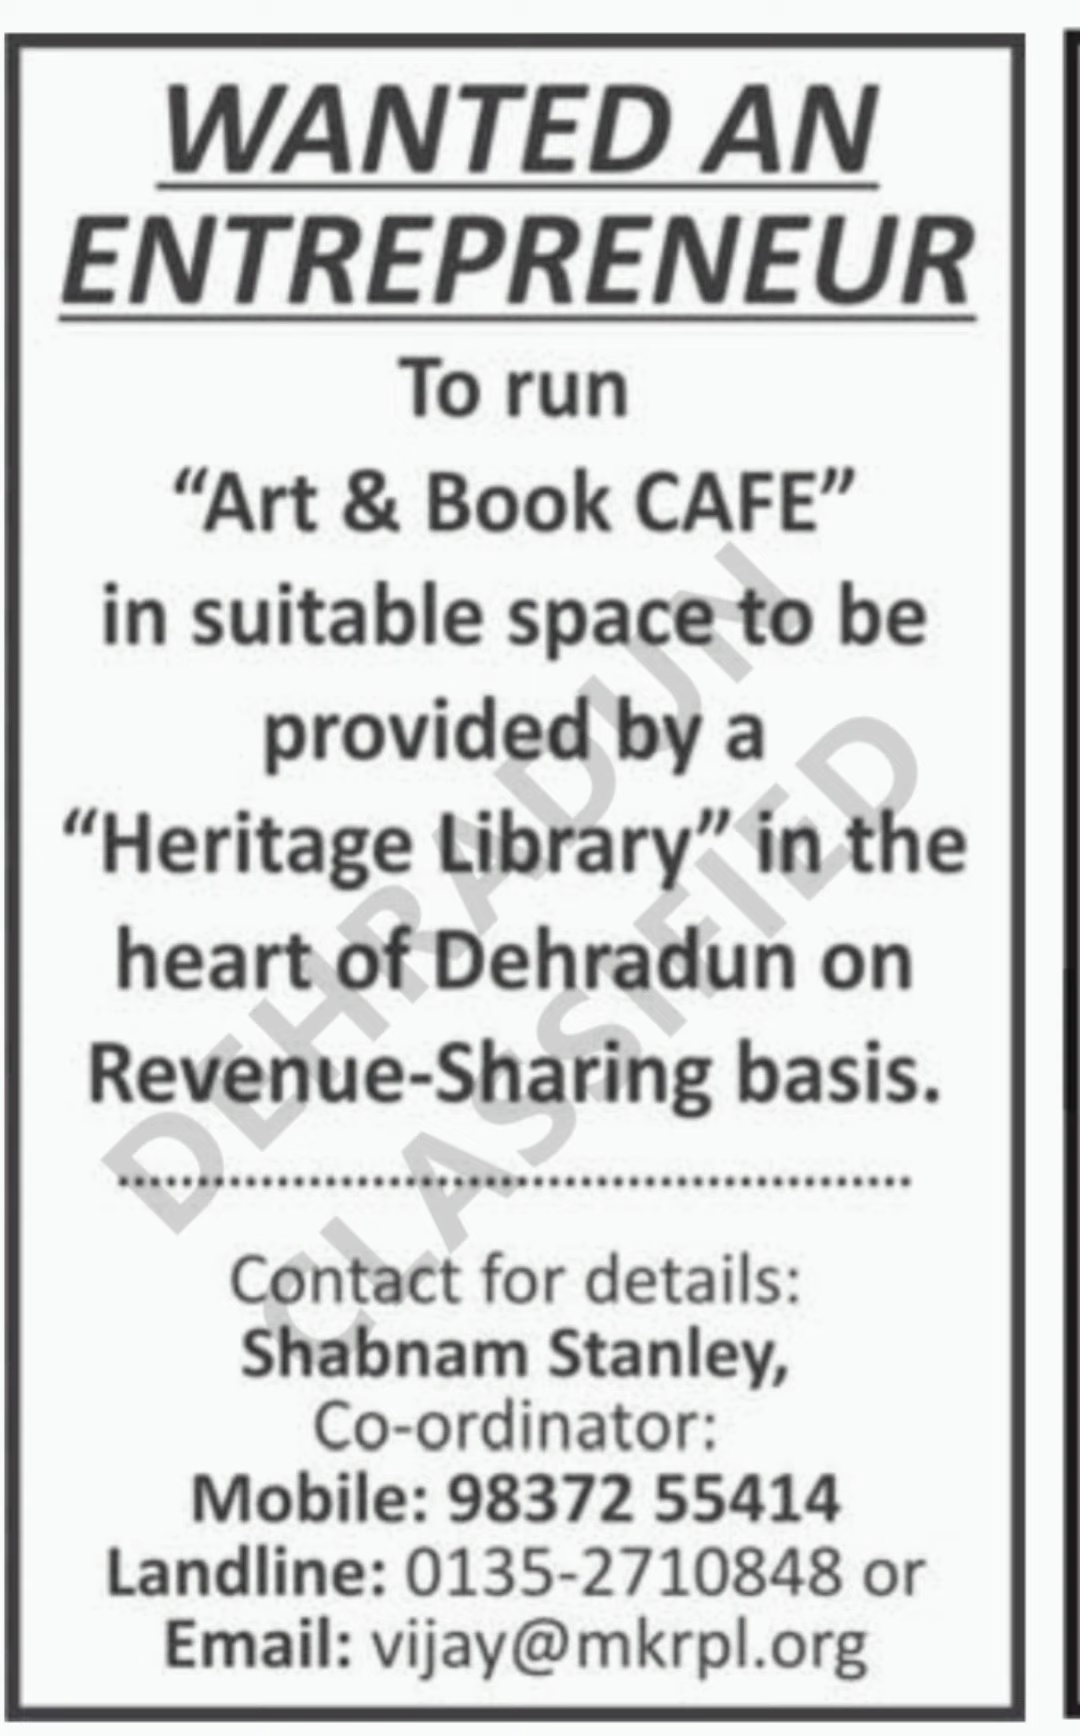 WANTED AN
ENTREPRENEUR
To run
“Art & Book CAFE”
in suitable space to be
provided by a
“Heritage Library” in the
heart of Dehradun on
Revenue-Sharing basis.
Contact for details:
Shabnam Stanley,
Co-ordinator:
Mobile: 98372 55414
Landline: 0135-2710848 or
Email: vijay@mkrpl.org
DEHRADUN
CLASSFIED